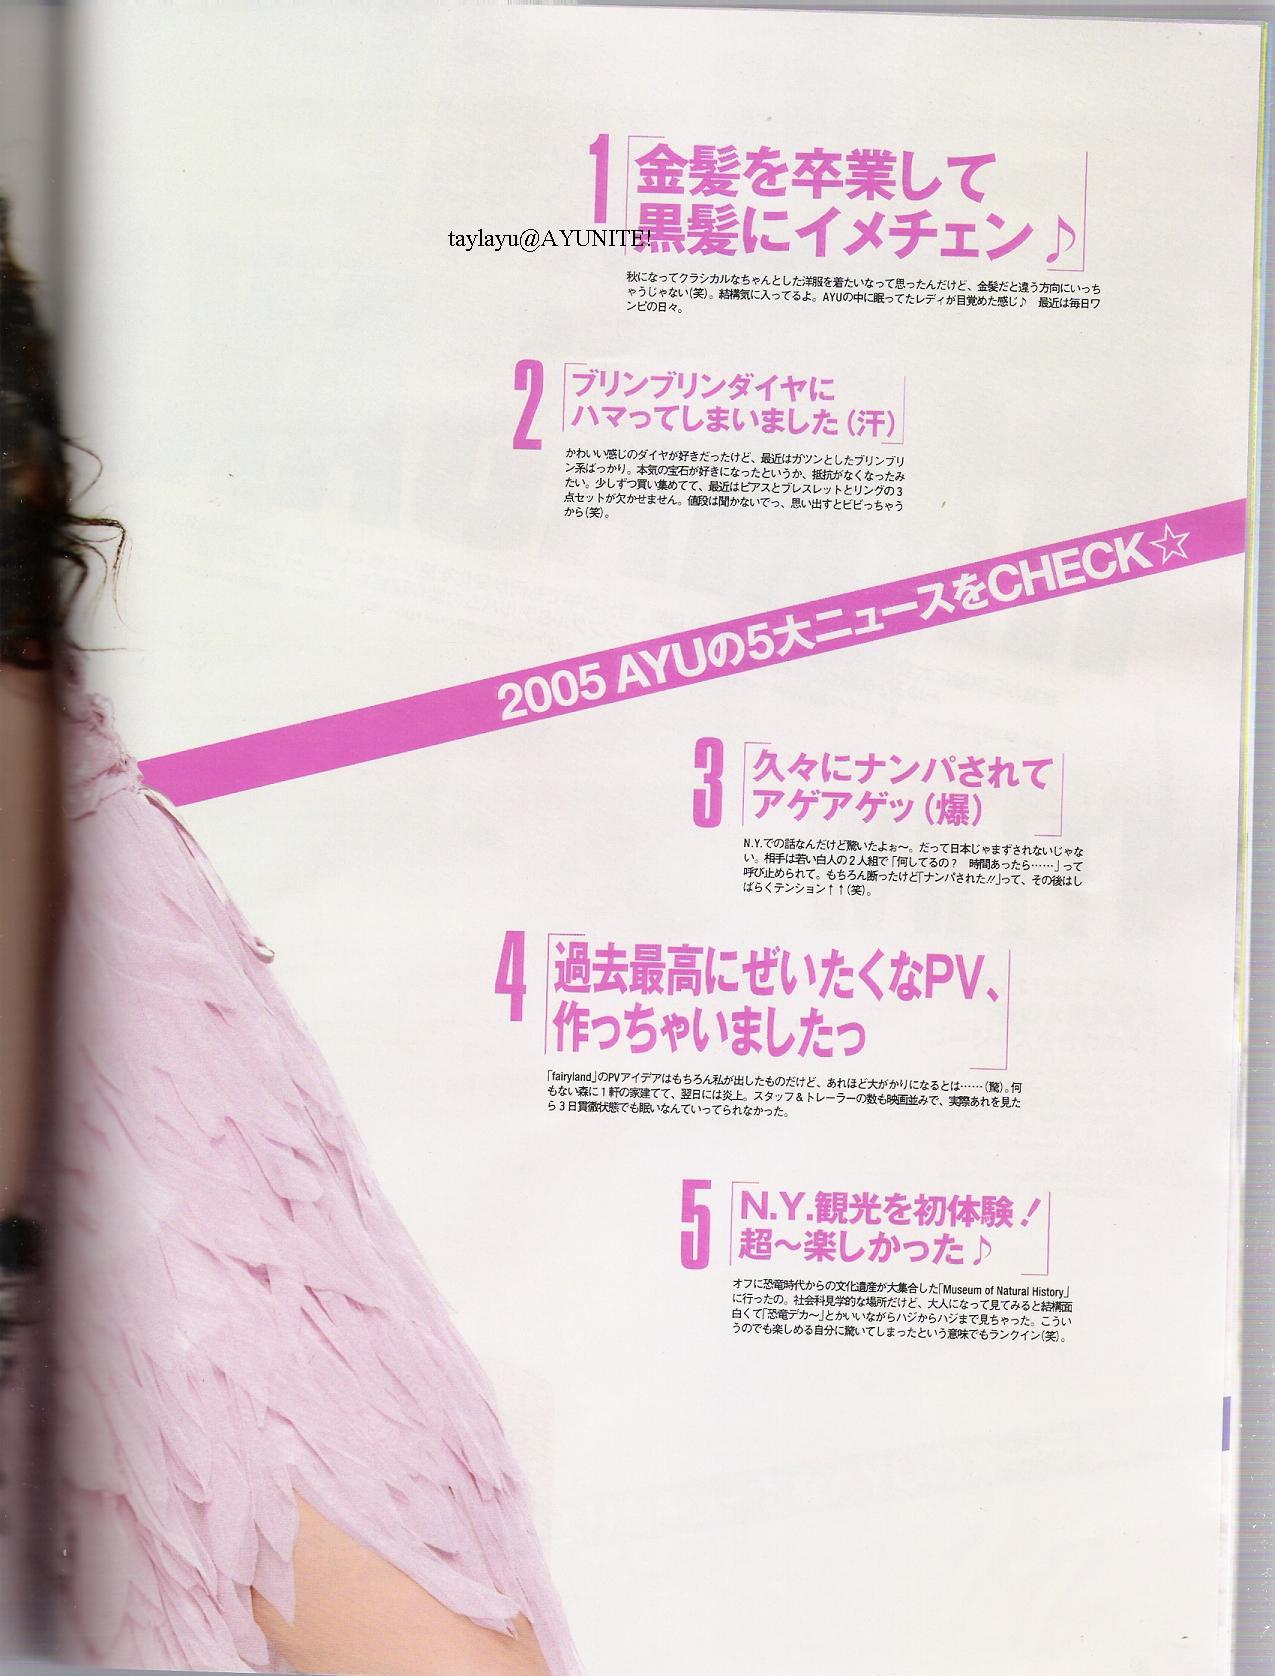 1
「金髪を卒業して
黒髪にイメチェン♪」
taylayu@AYUNITE!
秋になってクラシカルなちゃんとした洋服を着たいなって思ったんだけど、金髪だと違う方向にいっち
ゃうじゃない(笑)。結構気に入ってるよ。AYUの中に眠ってたレディが目覚めた感じ♪　最近は毎日ワ
ンピの日々。
2
「ブリンブリンダイヤに
ハマってしまいました(汗)」
かわいい感じのダイヤが好きだったけど、最近はガツンとしたブリンブリ
ン系ばっかり。本気の宝石が好きになったというか、抵抗がなくなったみ
たい。少しずつ買い集めてて、最近はピアスとブレスレットとリングの3
点セットが欠かせません。値段は聞かないでっ、思い出すとビビっちゃう
から(笑)。
2005 AYUの5大ニュースをCHECK☆
3
「久々にナンパされて
アゲアゲッ(爆)」
N.Y.での話なんだけど驚いたよぉ〜。だって日本じゃまずされないじゃな
い。相手は若い白人の2人組で「何してるの？　時間あったら……」って
呼び止められて。もちろん断ったけど「ナンパされた!!」って、その後はし
ばらくテンション↑↑(笑)。
4
「過去最高にぜいたくなPV、
作っちゃいましたっ」
「fairyland」のPVアイデアはもちろん私が出したものだけど、あれほど大がかりになるとは……(驚)。何
もない森に1軒の家建てて、翌日には炎上。スタッフ＆トレーラーの数も映画並みで、実際あれを見た
ら3日貫徹状態でも眠いなんていってられなかった。
5
「N.Y.観光を初体験！
超〜楽しかった♪」
オフに恐竜時代からの文化遺産が大集合した「Museum of Natural History」
に行ったの。社会科見学的な場所だけど、大人になって見てみると結構面
白くて「恐竜デカ〜」とかいいながらハジからハジまで見ちゃった。こうい
うのでも楽しめる自分に驚いてしまったという意味でもランクイン(笑)。